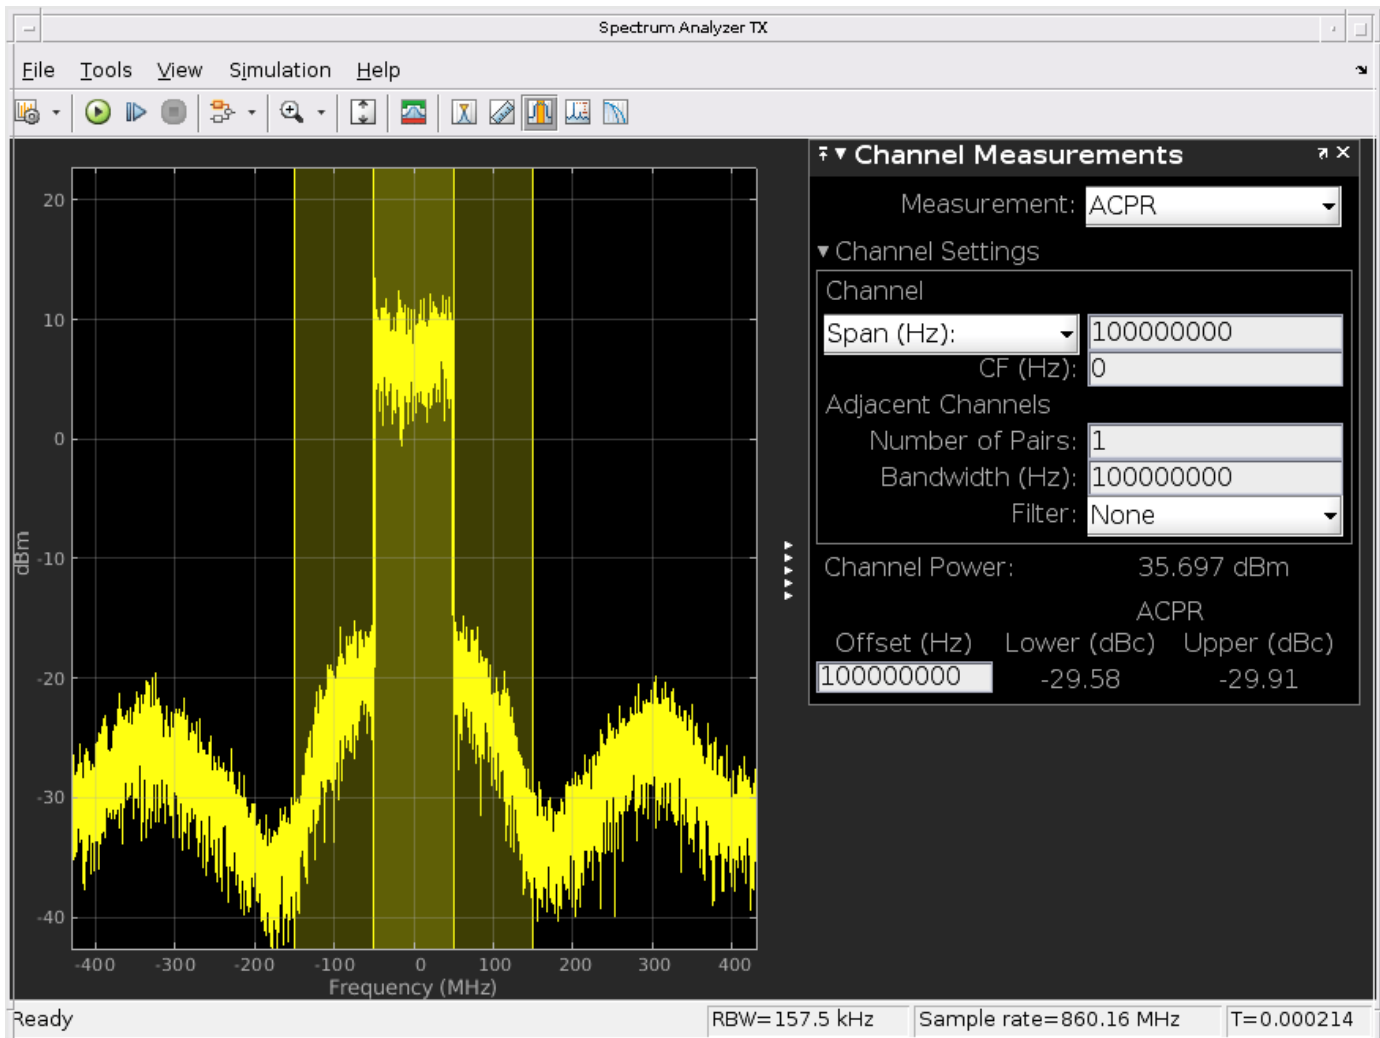 Spectrum Analyzer TX
File Tools View Simulation Help
Channel Measurements
Measurement: ACPR
Channel Settings
Channel
Span (Hz): 100000000
CF (Hz): 0
Adjacent Channels
Number of Pairs: 1
Bandwidth (Hz): 100000000
Filter: None
Channel Power: 35.697 dBm
ACPR
Offset (Hz) Lower (dBc) Upper (dBc)
100000000 -29.58 -29.91
20
10
0
-10
-20
-30
-40
dBm
-400 -300 -200 -100 0 100 200 300 400
Frequency (MHz)
Ready RBW=157.5 kHz Sample rate=860.16 MHz T=0.000214